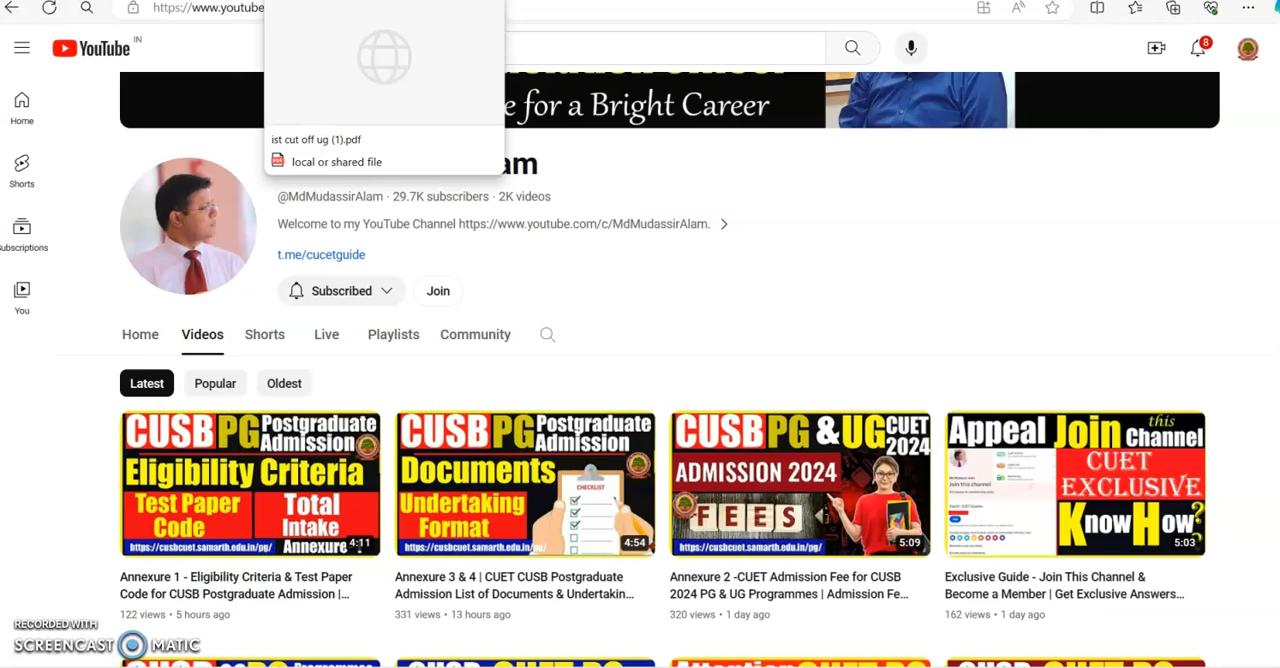 https://www.youtube
YouTube IN
8
e for a Bright Career
ist cut off ug (1).pdf
local or shared file
am
@MdMudassirAlam · 29.7K subscribers · 2K videos
Welcome to my YouTube Channel https://www.youtube.com/c/MdMudassirAlam.
t.me/cucetguide
Subscribed
Join
Home
Shorts
ubscriptions
You
Home Videos Shorts Live Playlists Community
Latest Popular Oldest
CUSB PG Postgraduate Admission
Eligibility Criteria
Test Paper Code
Total Intake
Annexure
https://cusbcuet.samarth.edu.in/pg/
4:11
CUSB PG Postgraduate Admission
Documents
Undertaking Format
CHECKLIST
https://cusbcuet.samarth.edu.in/pg/
4:54
CUSB PG & UG CUET 2024
ADMISSION 2024
FEES
https://cusbcuet.samarth.edu.in/pg/
5:09
Appeal Join this Channel
CUET
EXCLUSIVE
Join this channel
KnowHow?
5:03
Annexure 1 - Eligibility Criteria & Test Paper
Code for CUSB Postgraduate Admission |...
122 views · 5 hours ago
Annexure 3 & 4 | CUET CUSB Postgraduate
Admission List of Documents & Undertakin...
331 views · 13 hours ago
Annexure 2 -CUET Admission Fee for CUSB
2024 PG & UG Programmes | Admission Fe...
320 views · 1 day ago
Exclusive Guide - Join This Channel &
Become a Member | Get Exclusive Answers...
162 views · 1 day ago
RECORDED WITH
SCREENCAST MATIC